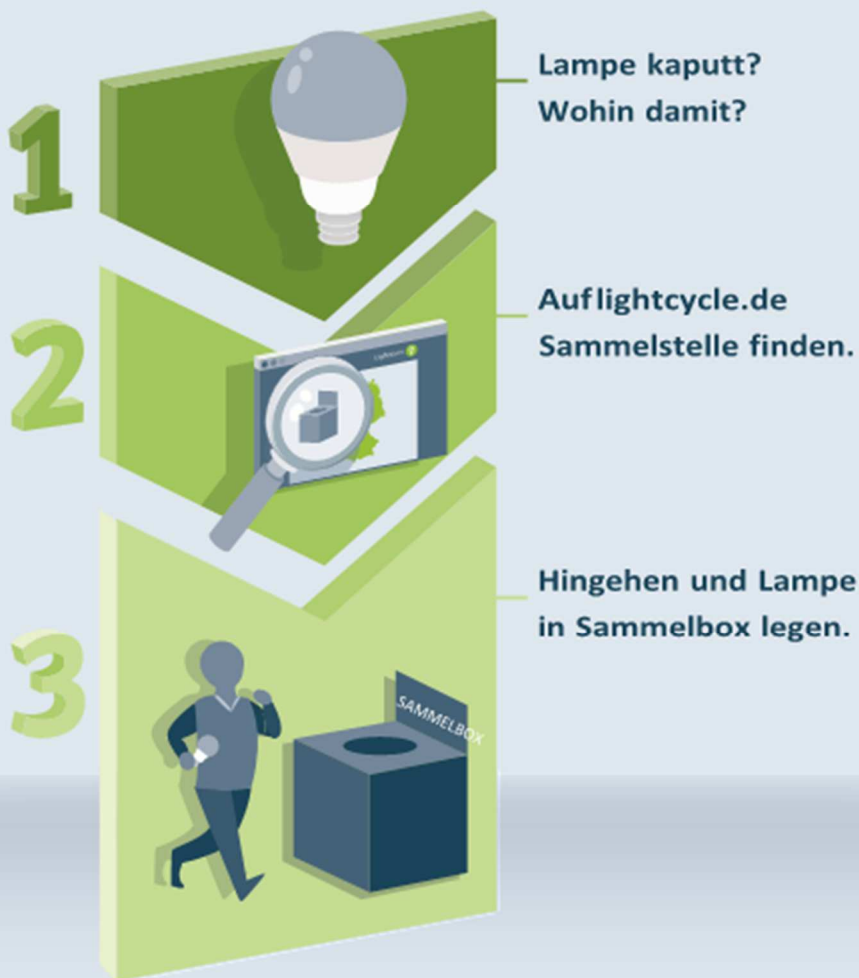 1
Lampe kaputt?
Wohin damit?
2
Auf lightcycle.de
Sammelstelle finden.
3
Hingehen und Lampe
in Sammelbox legen.
SAMMELBOX